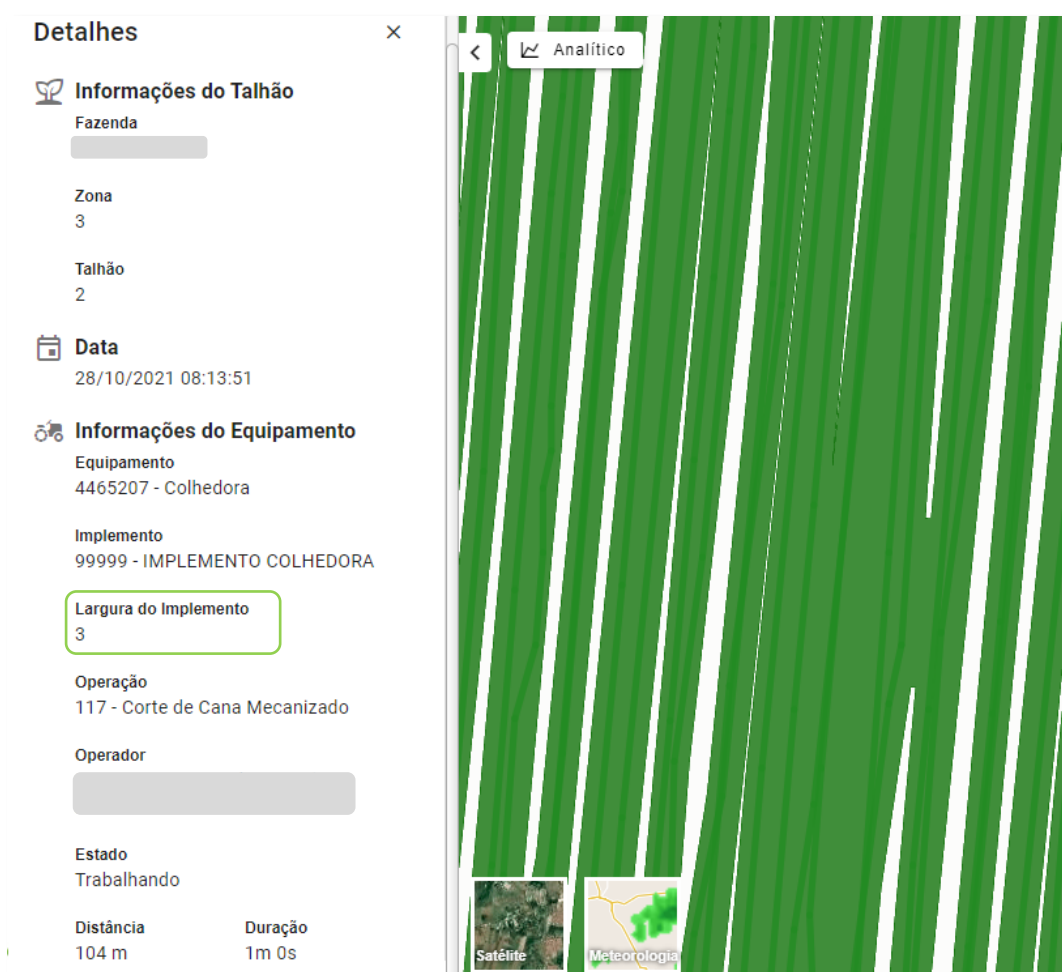 Detalhes
Informações do Talhão
Fazenda
Zona
3
Talhão
2
Data
28/10/2021 08:13:51
Informações do Equipamento
Equipamento
4465207 - Colhedora
Implemento
99999 - IMPLEMENTO COLHEDORA
Largura do Implemento
3
Operação
117 - Corte de Cana Mecanizado
Operador
Estado
Trabalhando
Distância Duração
104 m 1m 0s
Analítico
Satélite
Meteorologia